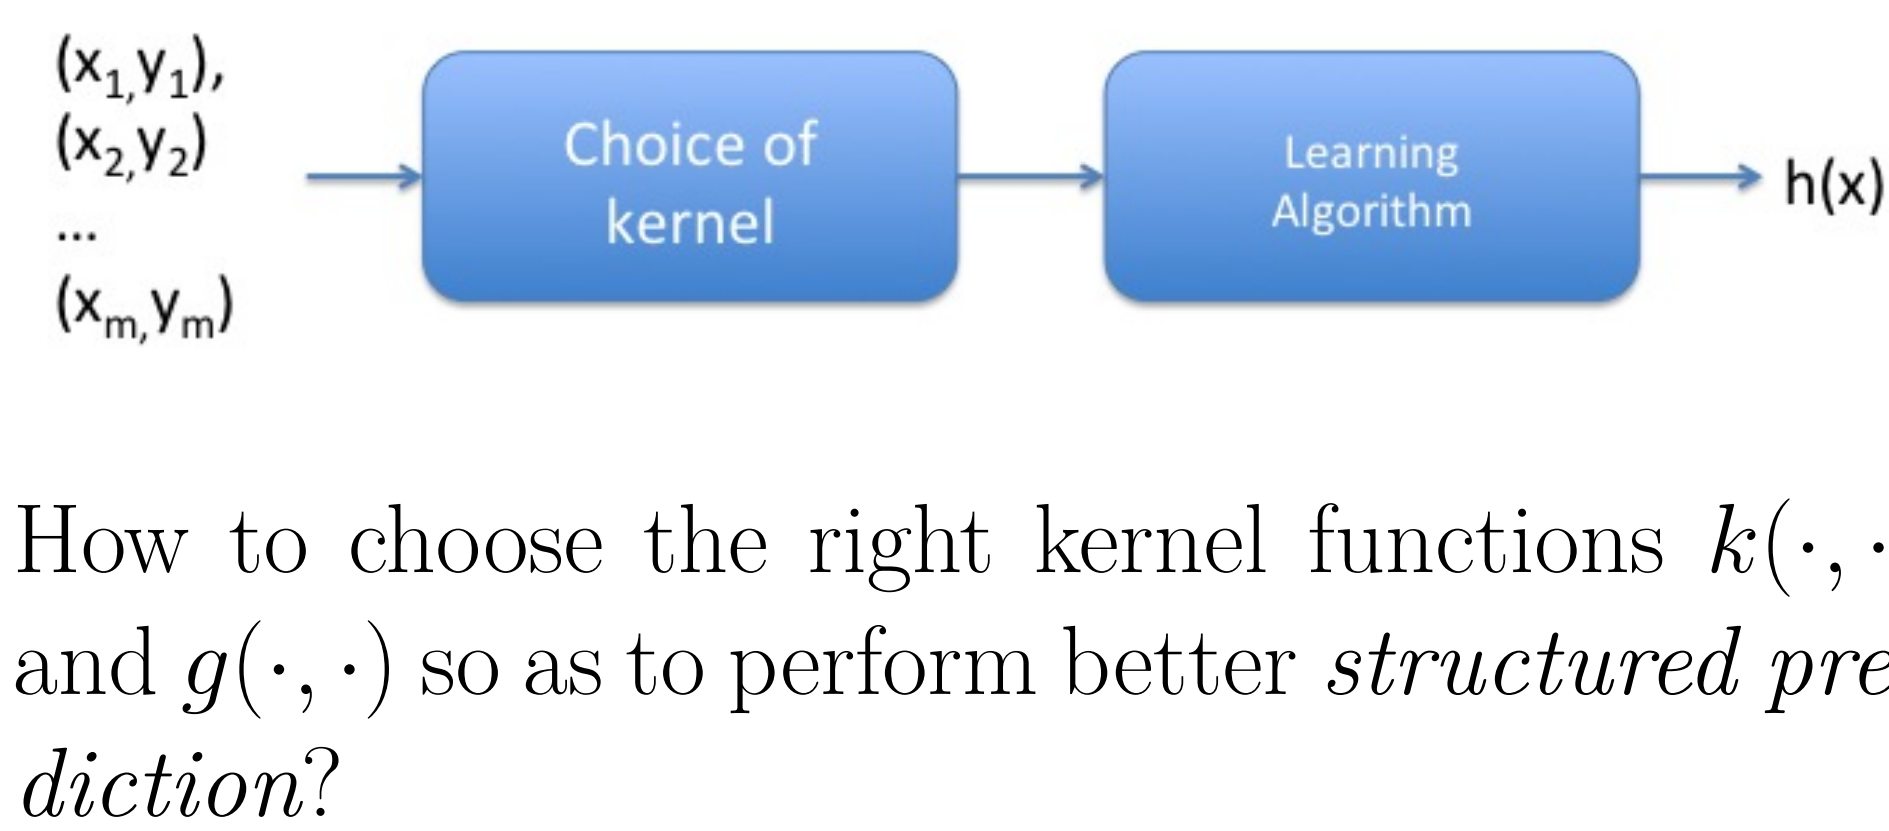 (x₁,y₁),
(x₂,y₂)
...
(xₘ,yₘ)
Choice of
kernel
Learning
Algorithm
h(x)
How to choose the right kernel functions k(·, ·
and g(·, ·) so as to perform better structured pre
diction?